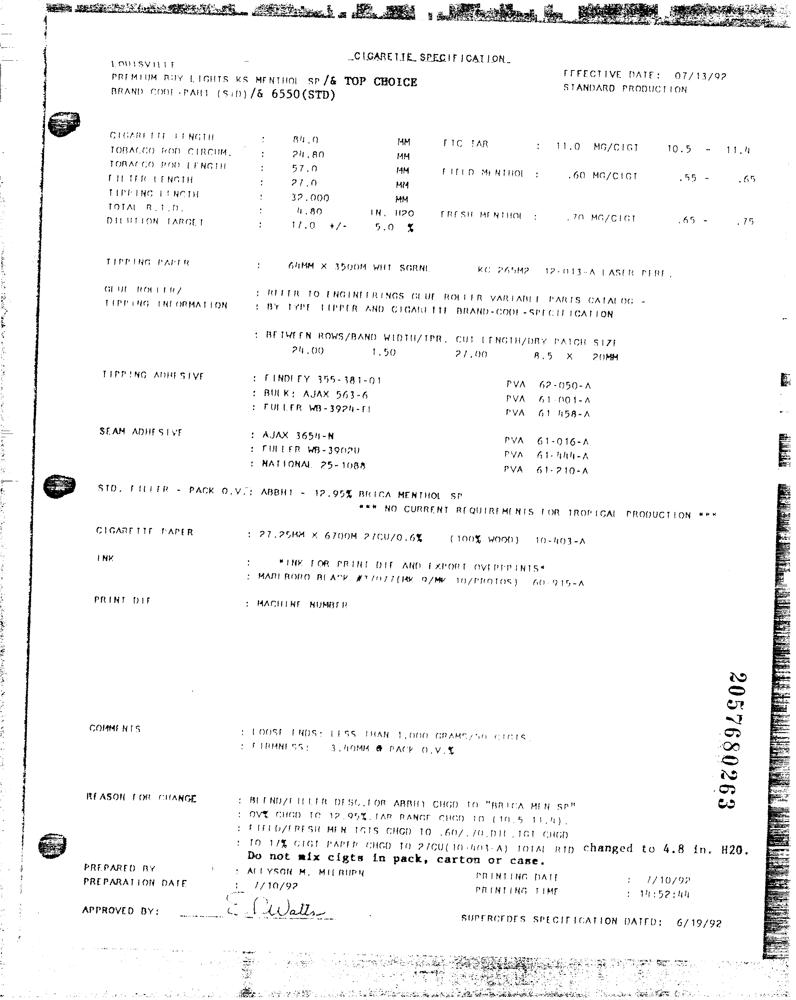 CIGARETTE SPECIFICATION
LOUISVILLE
PREMIUM BUY LIGHTS KS MENTHOL SP /& TOP CHOICE EFFECTIVE DATE: 07/13/92
BRAND CODE-PAH1 (STD) /& 6550(STD) STANDARD PRODUCTION
CIGARETTE LENGTH : 84.0 MM FTC TAR : 11.0 MG/CIGT 10.5 - 11.4
TOBACCO ROD CIRCUM. : 24.80 MM
TOBACCO ROD LENGTH : 57.0 MM FIELD MENTHOL : .60 MG/CIGT .55 - .65
FILTER LENGTH : 27.0 MM
TIPPING LENGTH : 32.000 MM
TOTAL R.T.D. : 4.80 IN. H2O FRESH MENTHOL : .70 MG/CIGT .65 - .75
DILUTION TARGET : 17.0 +/- 5.0 %
TIPPING PAPER : 64MM X 3500M WHT SGRNL KC 265M2 12-013-A LASER PERF.
GLUE ROLLER/ : REFER TO ENGINEERINGS GLUE ROLLER VARIABLE PARTS CATALOG -
TIPPING INFORMATION : BY TYPE TIPPER AND CIGARETTE BRAND-CODE-SPECIFICATION
: BETWEEN ROWS/BAND WIDTH/TPR. CUT LENGTH/DRY PATCH SIZE
24.00 1.50 27.00 8.5 X 20MM
TIPPING ADHESIVE : FINDLEY 355-381-01 PVA 62-050-A
: BULK: AJAX 563-6 PVA 61-001-A
: FULLER WB-3924-FL PVA 61-458-A
SEAM ADHESIVE : AJAX 3654-N PVA 61-016-A
: FULLER WB-3902U PVA 61-444-A
: NATIONAL 25-1088 PVA 61-210-A
STD. FILLER - PACK O.V.: ABBH1 - 12.95% BRICA MENTHOL SP
*** NO CURRENT REQUIREMENTS FOR TROPICAL PRODUCTION ***
CIGARETTE PAPER : 27.25MM X 6700M 27CU/0.6% (100% WOOD) 10-403-A
INK : *INK FOR PRINT DIE AND EXPORT OVERPRINTS*
: MARLBORO BLACK #17077(MK 9/MK 10/PROTOS) 60-915-A
PRINT DIE : MACHINE NUMBER
2057680263
COMMENTS : LOOSE ENDS: LESS THAN 1,000 GRAMS/50 CIGTS
: FIRMNESS: 3.40MM @ PACK O.V.%
REASON FOR CHANGE : BLEND/FILLER DESC.FOR ABBH1 CHGD TO "BRICA MEN SP"
: OV% CHGD TO 12.95%.TAR RANGE CHGD TO (10.5 11.4).
: FIELD/FRESH MEN TGTS CHGD TO .60/.70.DIL.TGT CHGD
: TO 17% CIGT PAPER CHGD TO 27CU(10-403-A) TOTAL RTD changed to 4.8 in. H20.
Do not mix cigts in pack, carton or case.
PREPARED BY : ALLYSON M. MILBURN PRINTING DATE : 7/10/92
PREPARATION DATE : 7/10/92 PRINTING TIME : 14:52:44
APPROVED BY: E. P. Watts
SUPERCEDES SPECIFICATION DATED: 6/19/92